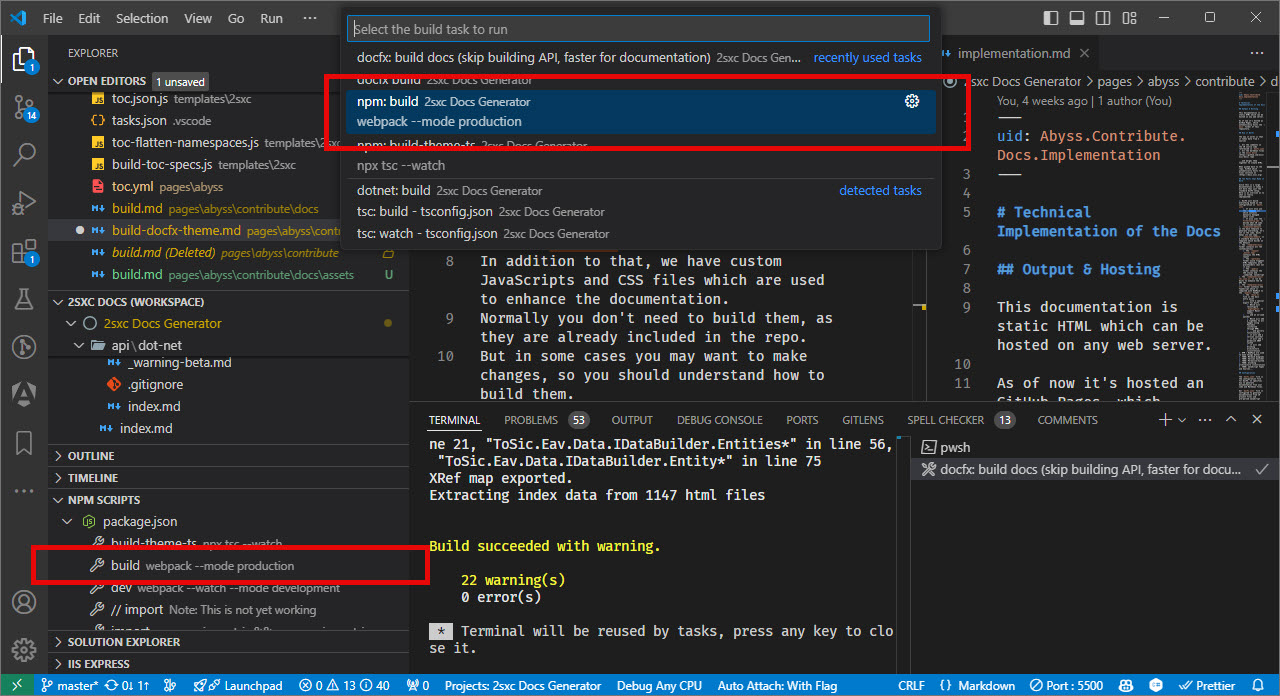 File Edit Selection View Go Run ···
Select the build task to run
docfx: build docs (skip building API, faster for documentation) 2sxc Docs Gen... recently used tasks
docfx build 2sxc Docs Generator
npm: build 2sxc Docs Generator
webpack --mode production
npm: build-theme-ts 2sxc Docs Generator
npx tsc --watch
dotnet: build 2sxc Docs Generator detected tasks
tsc: build - tsconfig.json 2sxc Docs Generator
tsc: watch - tsconfig.json 2sxc Docs Generator
1
14
1
EXPLORER
OPEN EDITORS 1 unsaved
toc.json.js templates\2sxc
tasks.json .vscode
toc-flatten-namespaces.js templates\2sxc
build-toc-specs.js templates\2sxc
toc.yml pages\abyss
build.md pages\abyss\contribute\docs
build-docfx-theme.md pages\abyss\contri
build.md (Deleted) pages\abyss\contribute
build.md pages\abyss\contribute\docs\assets U
2SXC DOCS (WORKSPACE)
2sxc Docs Generator
api\dot-net
_warning-beta.md
.gitignore
index.md
index.md
OUTLINE
TIMELINE
NPM SCRIPTS
package.json
build-theme-ts npx tsc --watch
build webpack --mode production
dev webpack --watch --mode development
// import Note: This is not yet working
import
SOLUTION EXPLORER
IIS EXPRESS
8 In addition to that, we have custom
JavaScripts and CSS files which are used
to enhance the documentation.
9 Normally you don't need to build them, as
they are already included in the repo.
10 But in some cases you may want to make
changes, so you should understand how to
build them.
implementation.md
2sxc Docs Generator > pages > abyss > contribute > d
You, 4 weeks ago | 1 author (You)
1 ---
2 uid: Abyss.Contribute.
Docs.Implementation
3 ---
4
5 # Technical
Implementation of the Docs
6
7 ## Output & Hosting
8
9 This documentation is
static HTML which can be
hosted on any web server.
10
11 As of now it's hosted on
GitHub Pages, which
TERMINAL PROBLEMS 53 OUTPUT DEBUG CONSOLE PORTS GITLENS SPELL CHECKER 13 COMMENTS
ne 21, "ToSic.Eav.Data.IDataBuilder.Entities*" in line 56,
"ToSic.Eav.Data.IDataBuilder.Entity*" in line 75
XRef map exported.
Extracting index data from 1147 html files
Build succeeded with warning.
22 warning(s)
0 error(s)
* Terminal will be reused by tasks, press any key to clo
se it.
pwsh
docfx: build docs (skip building API, faster for docu...
master* 0↓ 1↑ Launchpad 0 13 40 0 Projects: 2sxc Docs Generator Debug Any CPU Auto Attach: With Flag CRLF {} Markdown Port : 5500 Prettier